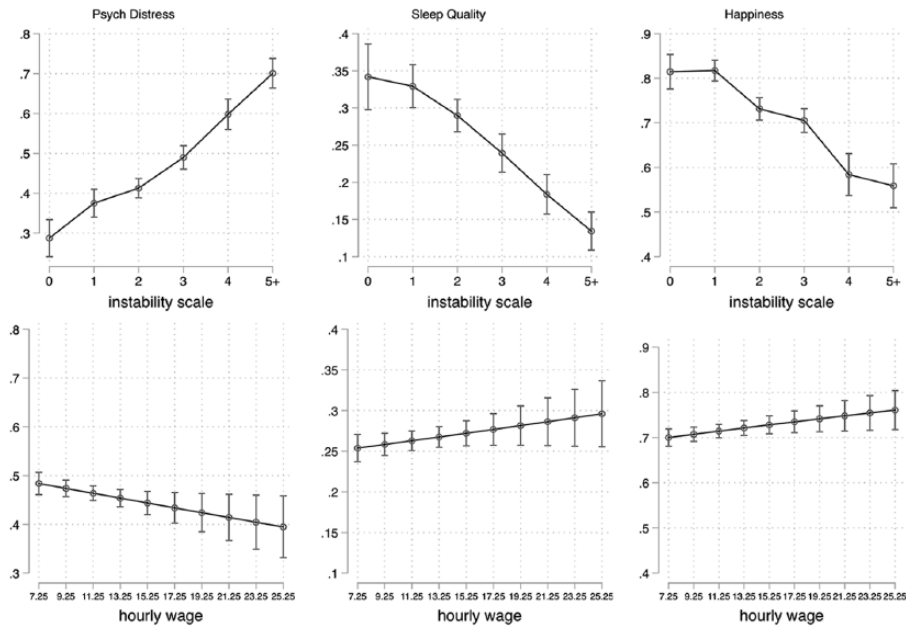 Psych Distress
Sleep Quality
Happiness
.8
.7
.6
.5
.4
.3
0 1 2 3 4 5+
instability scale
.4
.35
.3
.25
.2
.15
.1
0 1 2 3 4 5+
instability scale
.9
.8
.7
.6
.5
.4
0 1 2 3 4 5+
instability scale
.8
.7
.6
.5
.4
.3
7.25 9.25 11.25 13.25 15.25 17.25 19.25 21.25 23.25 25.25
hourly wage
.4
.35
.3
.25
.2
.15
.1
7.25 9.25 11.25 13.25 15.25 17.25 19.25 21.25 23.25 25.25
hourly wage
.9
.8
.7
.6
.5
.4
7.25 9.25 11.25 13.25 15.25 17.25 19.25 21.25 23.25 25.25
hourly wage